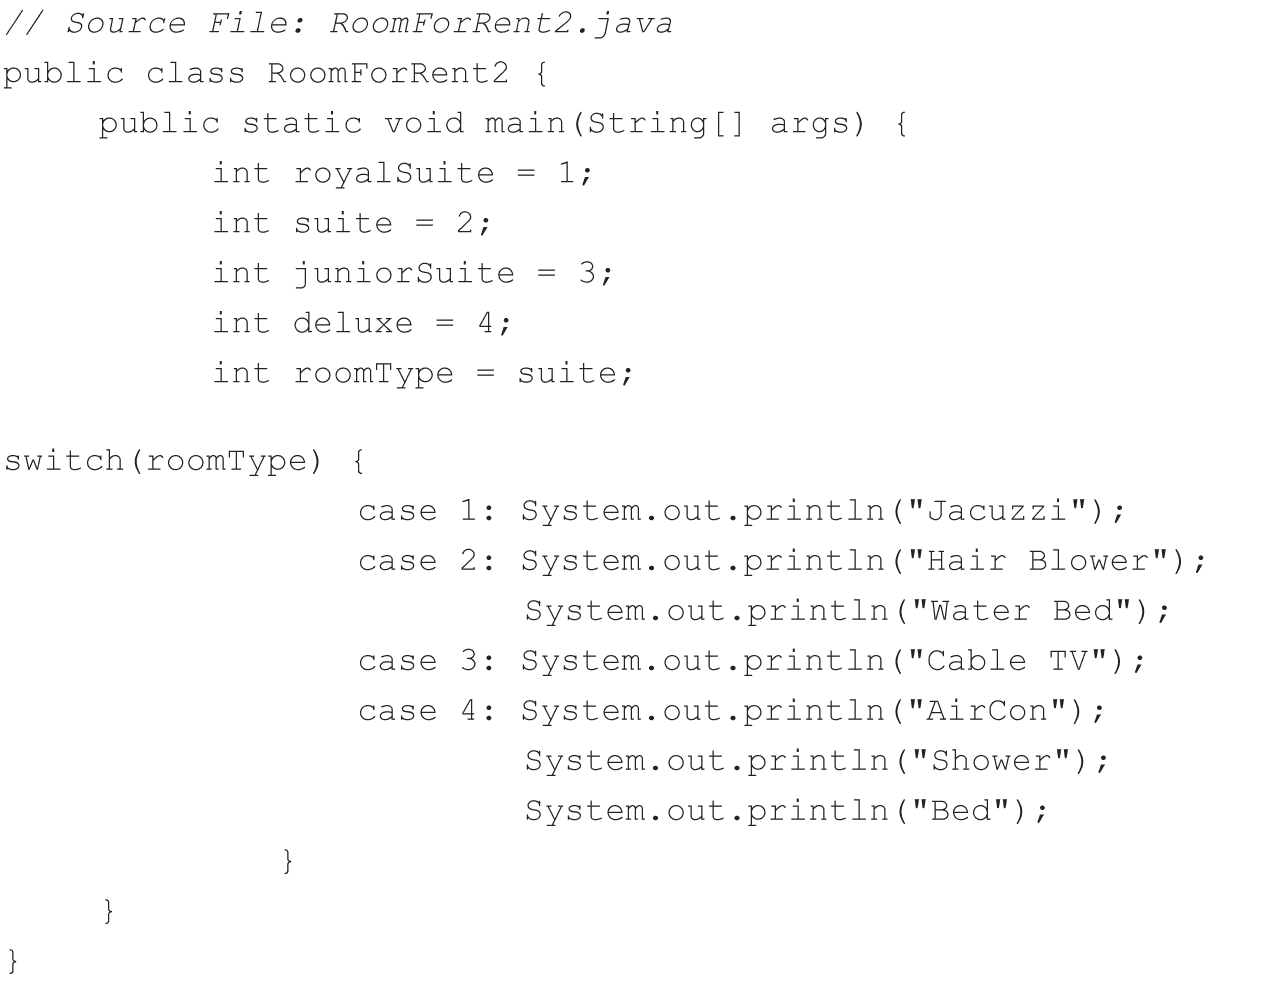 // Source File: RoomForRent2.java
public class RoomForRent2 {
public static void main(String[] args) {
int royalSuite = 1;
int suite = 2;
int juniorSuite = 3;
int deluxe = 4;
int roomType = suite;
switch(roomType) {
case 1: System.out.println("Jacuzzi");
case 2: System.out.println("Hair Blower");
System.out.println("Water Bed");
case 3: System.out.println("Cable TV");
case 4: System.out.println("AirCon");
System.out.println("Shower");
System.out.println("Bed");
}
}
}